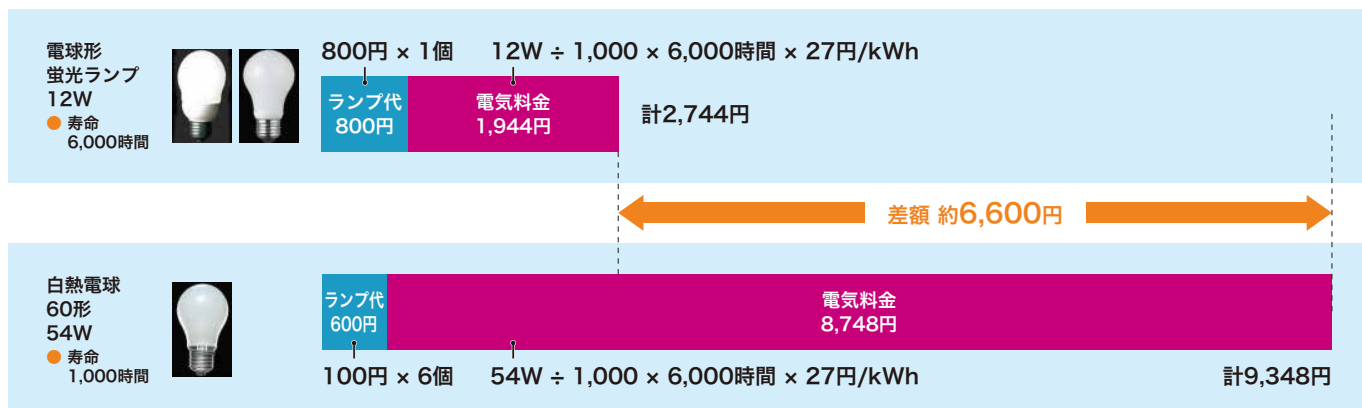 電球形
蛍光ランプ
12W
● 寿命
6,000時間
800円 × 1個
12W ÷ 1,000 × 6,000時間 × 27円/kWh
ランプ代
800円
電気料金
1,944円
計2,744円
差額 約6,600円
白熱電球
60形
54W
● 寿命
1,000時間
ランプ代
600円
電気料金
8,748円
100円 × 6個
54W ÷ 1,000 × 6,000時間 × 27円/kWh
計9,348円